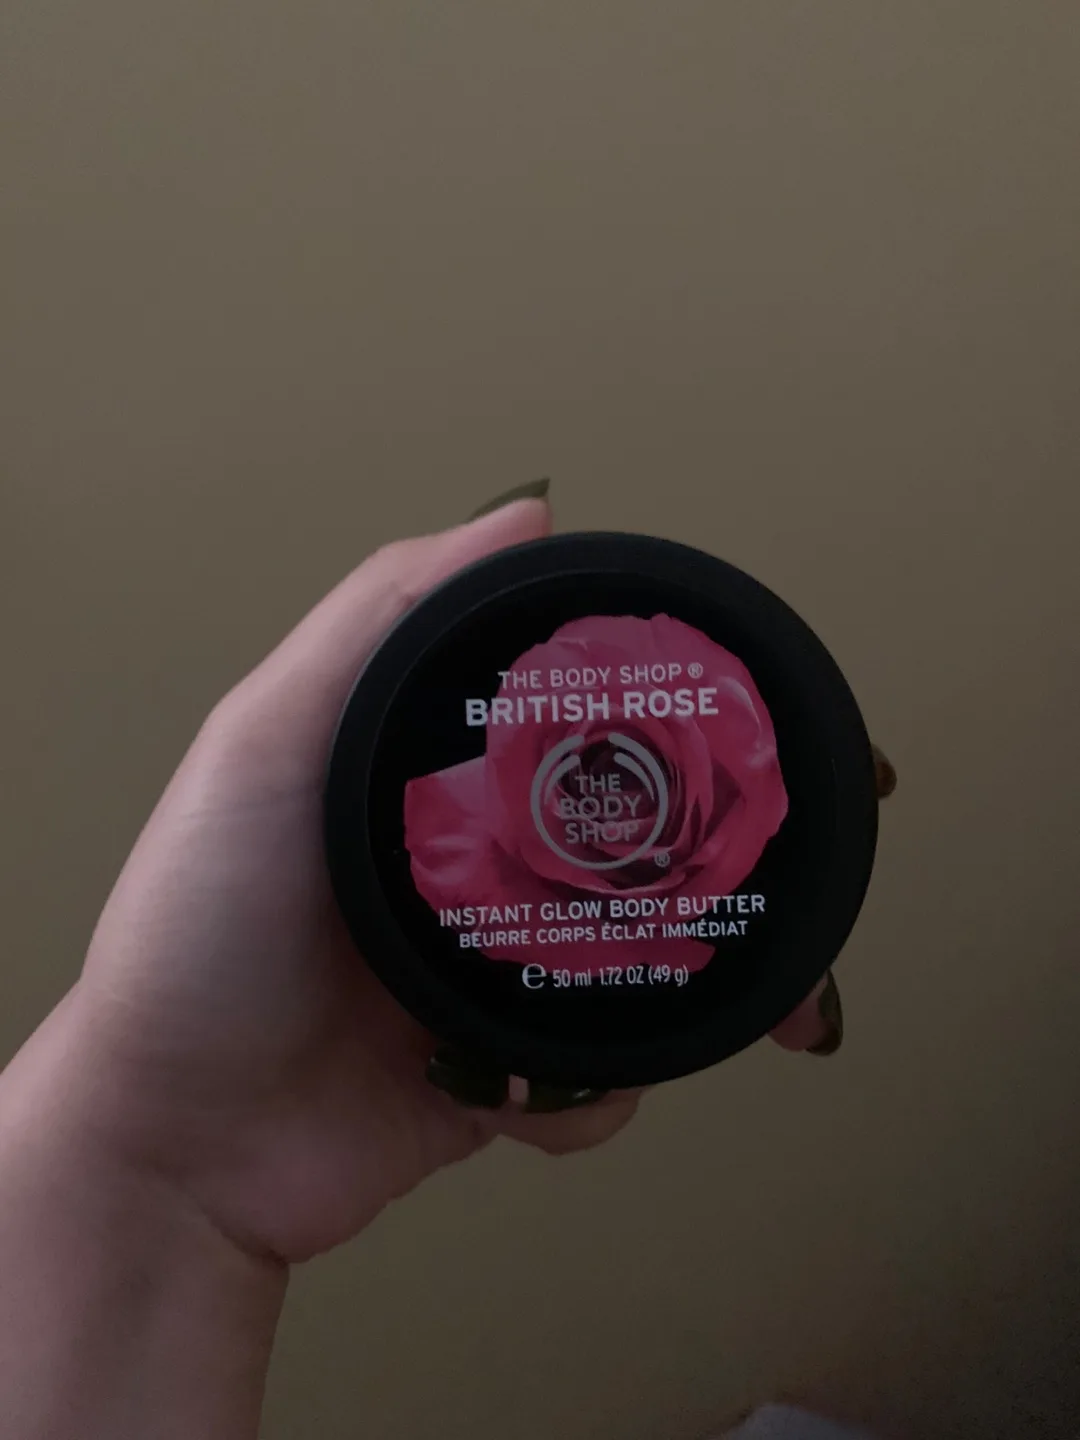 THE BODY SHOP ®
BRITISH ROSE
THE
BODY
SHOP
®
INSTANT GLOW BODY BUTTER
BEURRE CORPS ÉCLAT IMMÉDIAT
℮ 50 ml 1.72 OZ (49 g)